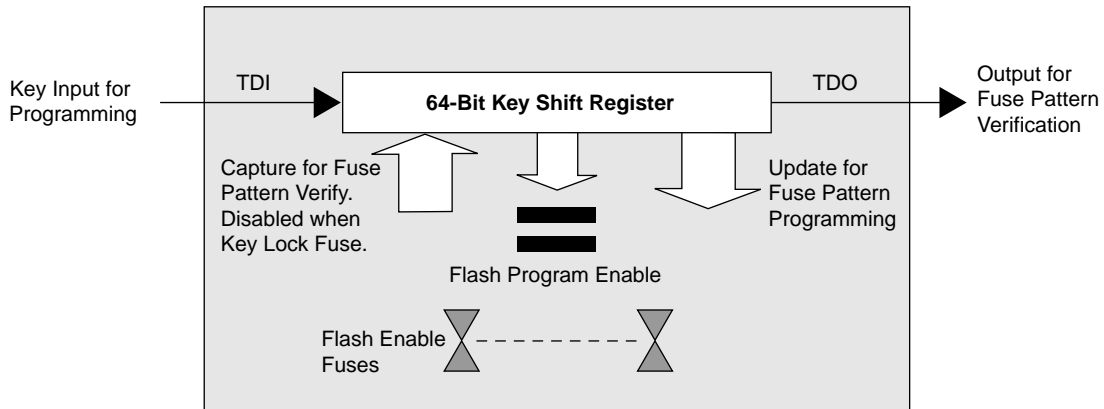 Key Input for
Programming
TDI
64-Bit Key Shift Register
TDO
Output for
Fuse Pattern
Verification
Capture for Fuse
Pattern Verify.
Disabled when
Key Lock Fuse.
Update for
Fuse Pattern
Programming
Flash Program Enable
Flash Enable
Fuses